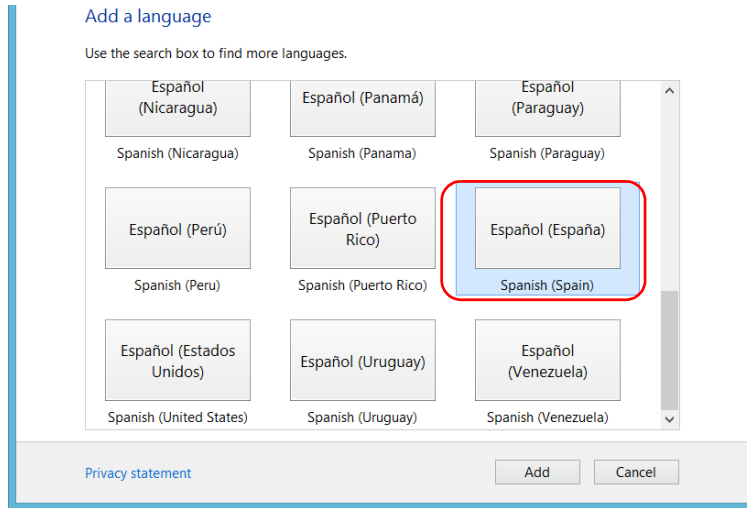 Add a language
Use the search box to find more languages.
Español
(Nicaragua)
Español (Panamá)
Español
(Paraguay)
Spanish (Nicaragua)
Spanish (Panama)
Spanish (Paraguay)
Español (Perú)
Español (Puerto
Rico)
Español (España)
Spanish (Peru)
Spanish (Puerto Rico)
Spanish (Spain)
Español (Estados
Unidos)
Español (Uruguay)
Español
(Venezuela)
Spanish (United States)
Spanish (Uruguay)
Spanish (Venezuela)
Privacy statement
Add
Cancel